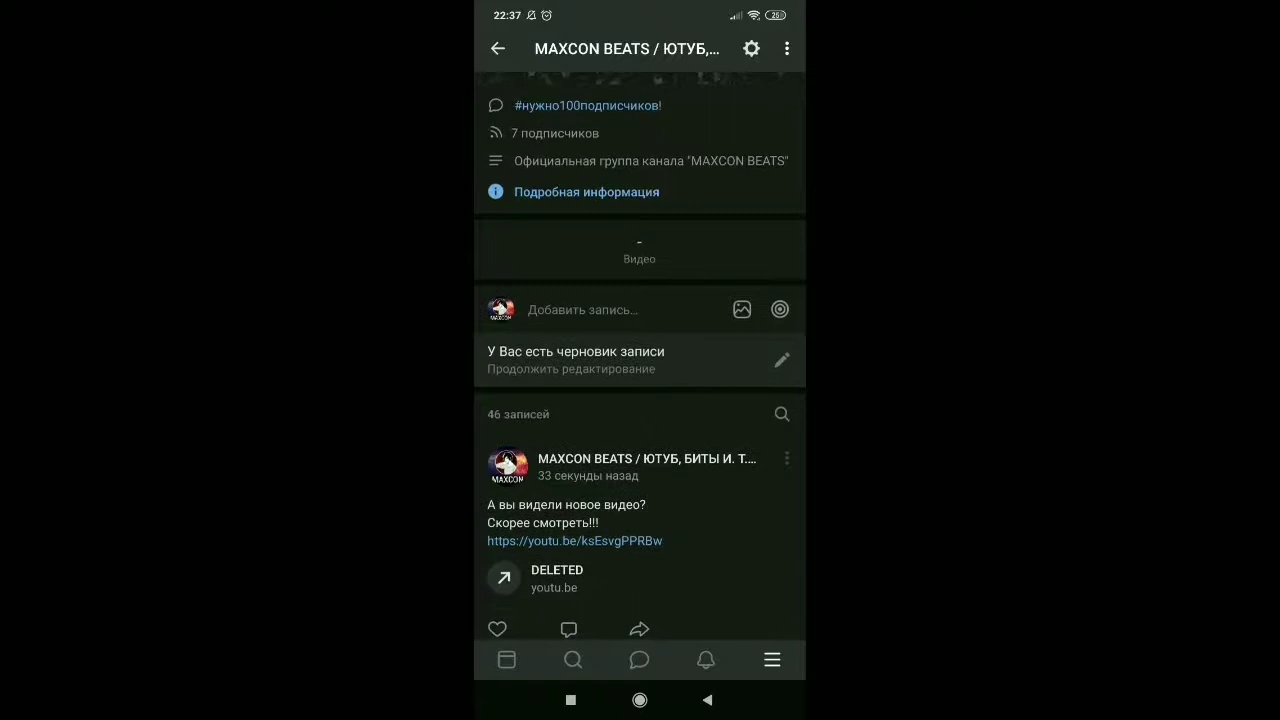 22:37
25
MAXCON BEATS / ЮТУБ,...
#нужно100подписчиков!
7 подписчиков
Официальная группа канала "MAXCON BEATS"
Подробная информация
-
Видео
Добавить запись...
У Вас есть черновик записи
Продолжить редактирование
46 записей
MAXCON BEATS / ЮТУБ, БИТЫ И. Т....
33 секунды назад
MAXCON
А вы видели новое видео?
Скорее смотреть!!!
https://youtu.be/ksEsvgPPRBw
DELETED
youtu.be